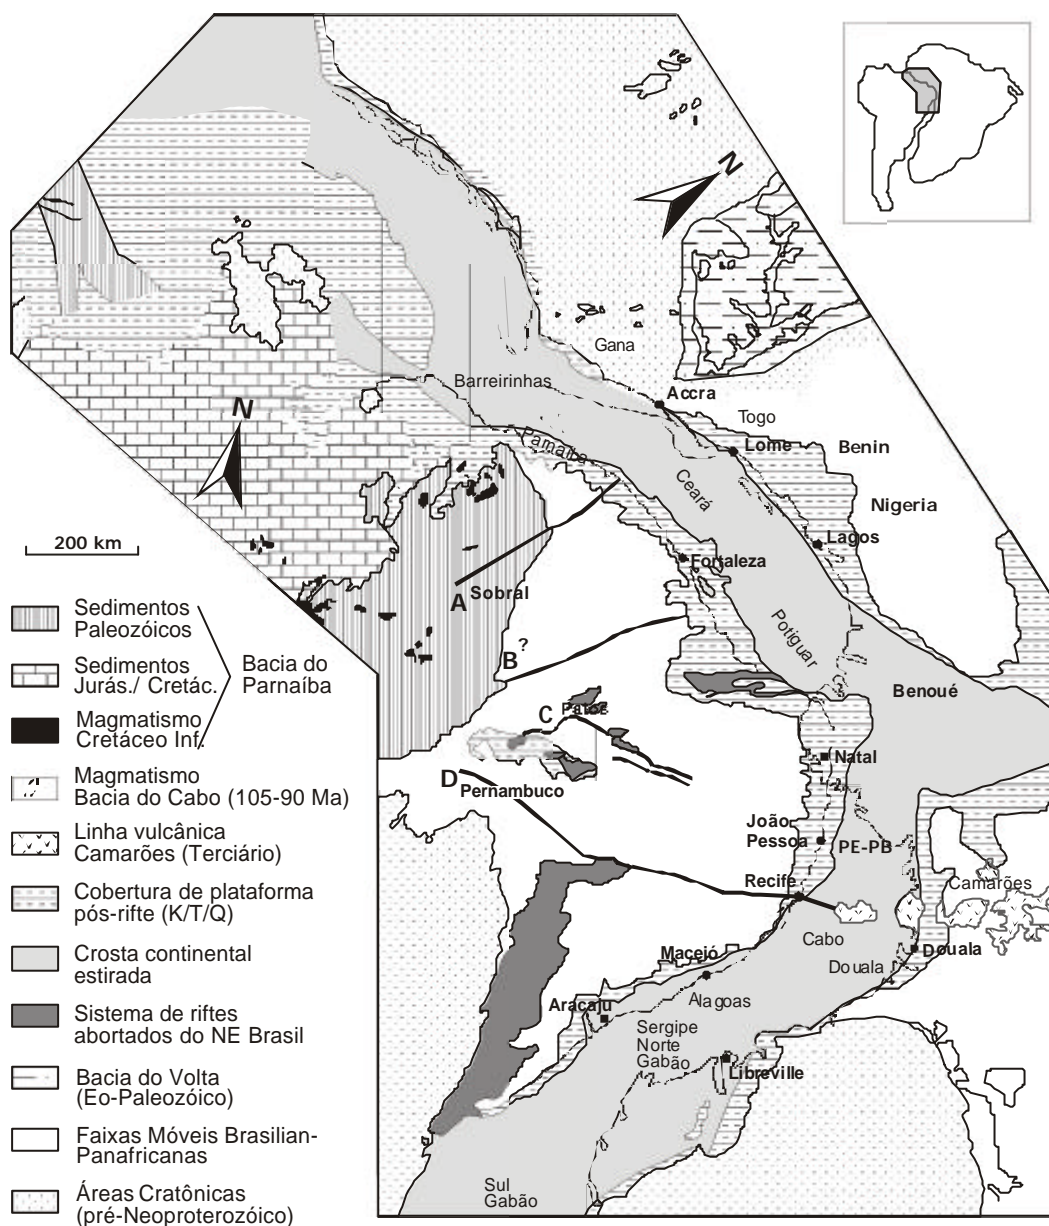 N
Gana
Accra
Barreirinhas
Togo
Lome
Benin
N
Parnaíba
Ceará
Nigeria
200 km
Lagos
Fortaleza
A Sobral
Sedimentos
Paleozóicos
B ?
Potiguar
Sedimentos
Jurás./ Cretác.
Bacia do
Parnaíba
Benoué
Magmatismo
Cretáceo Inf.
C
Patos
Natal
Magmatismo
Bacia do Cabo (105-90 Ma)
D Pernambuco
João
Pessoa
PE-PB
Linha vulcânica
Camarões (Terciário)
Recife
Camarões
Cobertura de plataforma
pós-rifte (K/T/Q)
Cabo
Crosta continental
estirada
Maceió
Douala
Douala
Alagoas
Aracaju
Sistema de riftes
abortados do NE Brasil
Sergipe
Norte
Gabão
Libreville
Bacia do Volta
(Eo-Paleozóico)
Faixas Móveis Brasilian-
Panafricanas
Sul
Gabão
Áreas Cratônicas
(pré-Neoproterozóico)